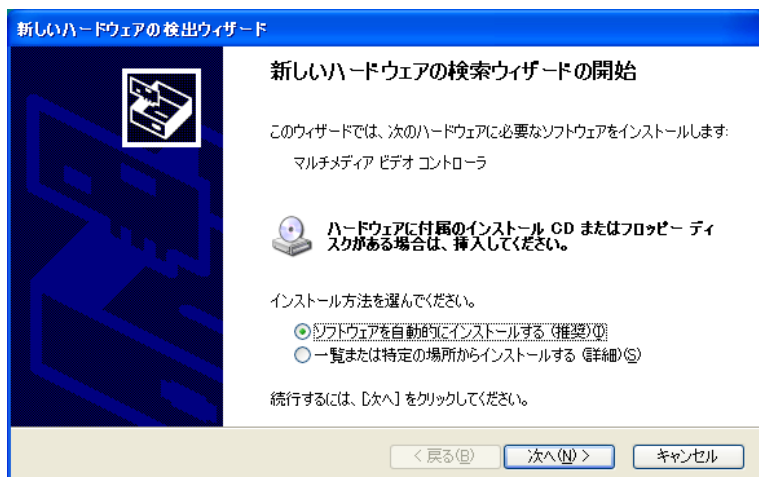 新しいハードウェアの検出ウィザード
新しいハードウェアの検索ウィザードの開始
このウィザードでは、次のハードウェアに必要なソフトウェアをインストールします:
マルチメディア ビデオ コントローラ
ハードウェアに付属のインストール CD またはフロッピー ディ
スクがある場合は、挿入してください。
インストール方法を選んでください。
ソフトウェアを自動的にインストールする (推奨)(I)
一覧または特定の場所からインストールする (詳細)(S)
続行するには、[次へ] をクリックしてください。
< 戻る(B) 次へ(N) > キャンセル